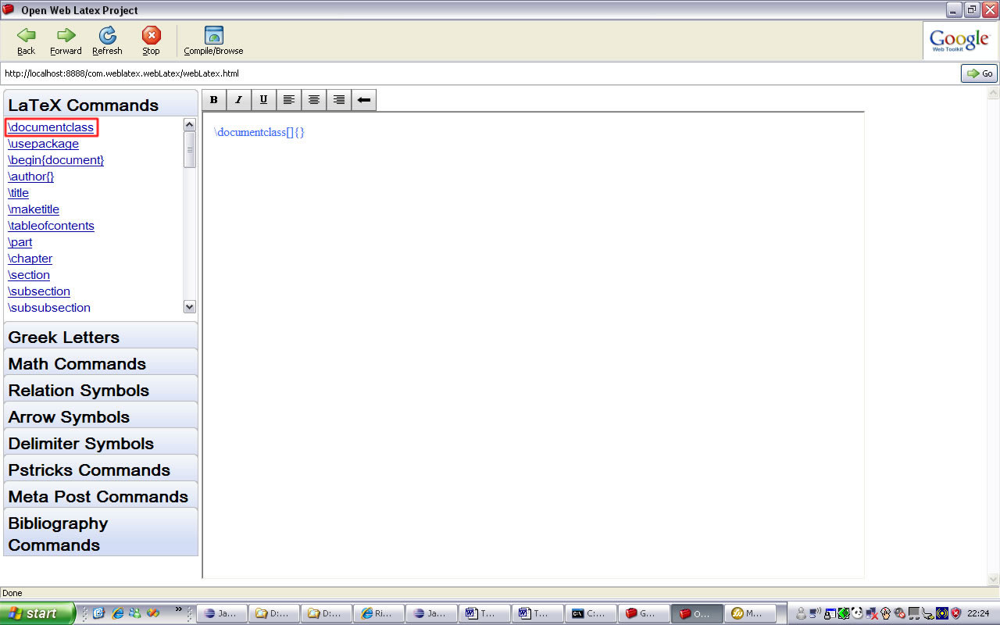 Open Web Latex Project
Back Forward Refresh Stop Compile/Browse
Google
Web Toolkit
http://localhost:8888/com.weblatex.webLatex/webLatex.html
Go
LaTeX Commands
\documentclass
\usepackage
\begin{document}
\author{}
\title
\maketitle
\tableofcontents
\part
\chapter
\section
\subsection
\subsubsection
Greek Letters
Math Commands
Relation Symbols
Arrow Symbols
Delimiter Symbols
Pstricks Commands
Meta Post Commands
Bibliography
Commands
B I U
\documentclass[]{}
Done
start » Ja... D:... D:... Ri... Ja... T... T... C:... G... O... M... 22:24